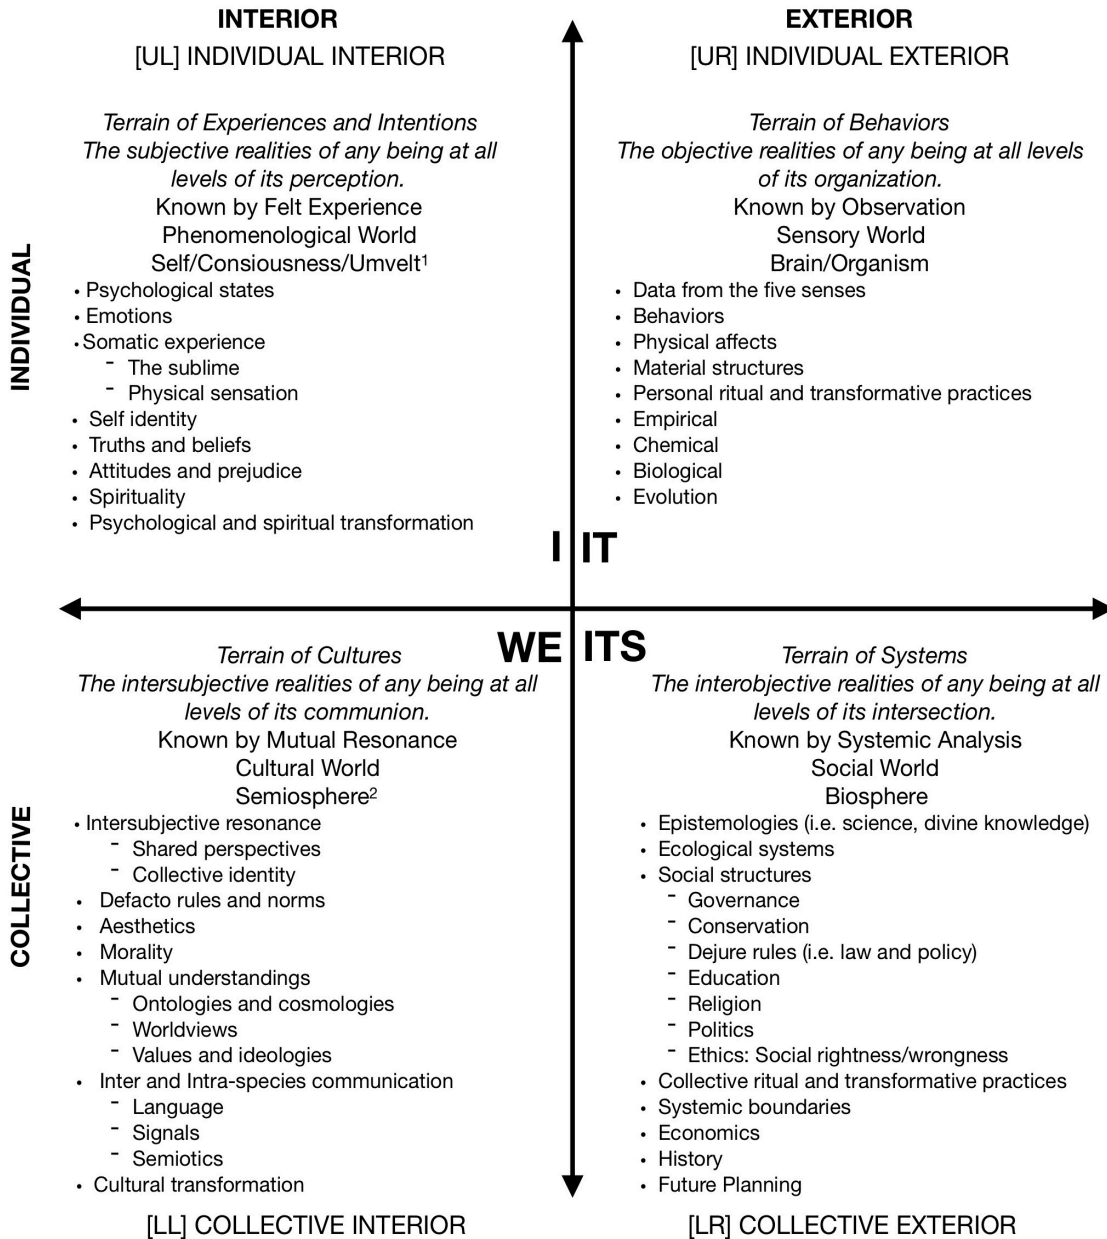 INTERIOR
[UL] INDIVIDUAL INTERIOR
Terrain of Experiences and Intentions
The subjective realities of any being at all
levels of its perception.
Known by Felt Experience
Phenomenological World
Self/Consiousness/Umvelt¹
• Psychological states
• Emotions
• Somatic experience
- The sublime
- Physical sensation
• Self identity
• Truths and beliefs
• Attitudes and prejudice
• Spirituality
• Psychological and spiritual transformation
I
EXTERIOR
[UR] INDIVIDUAL EXTERIOR
Terrain of Behaviors
The objective realities of any being at all levels
of its organization.
Known by Observation
Sensory World
Brain/Organism
• Data from the five senses
• Behaviors
• Physical affects
• Material structures
• Personal ritual and transformative practices
• Empirical
• Chemical
• Biological
• Evolution
IT
INDIVIDUAL
WE
Terrain of Cultures
The intersubjective realities of any being at all
levels of its communion.
Known by Mutual Resonance
Cultural World
Semiosphere²
• Intersubjective resonance
- Shared perspectives
- Collective identity
• Defacto rules and norms
• Aesthetics
• Morality
• Mutual understandings
- Ontologies and cosmologies
- Worldviews
- Values and ideologies
• Inter and Intra-species communication
- Language
- Signals
- Semiotics
• Cultural transformation
[LL] COLLECTIVE INTERIOR
ITS
Terrain of Systems
The interobjective realities of any being at all
levels of its intersection.
Known by Systemic Analysis
Social World
Biosphere
• Epistemologies (i.e. science, divine knowledge)
• Ecological systems
• Social structures
- Governance
- Conservation
- Dejure rules (i.e. law and policy)
- Education
- Religion
- Politics
- Ethics: Social rightness/wrongness
• Collective ritual and transformative practices
• Systemic boundaries
• Economics
• History
• Future Planning
[LR] COLLECTIVE EXTERIOR
COLLECTIVE